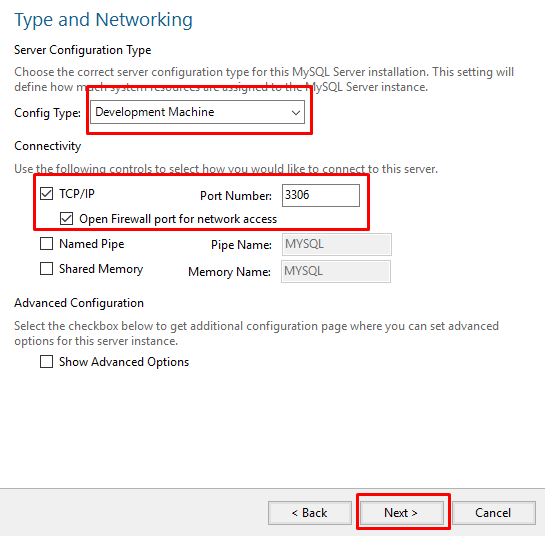 Type and Networking
Server Configuration Type
Choose the correct server configuration type for this MySQL Server installation. This setting will
define how much system resources are assigned to the MySQL Server instance.
Config Type: Development Machine
Connectivity
Use the following controls to select how you would like to connect to this server.
TCP/IP Port Number: 3306
Open Firewall port for network access
Named Pipe Pipe Name: MYSQL
Shared Memory Memory Name: MYSQL
Advanced Configuration
Select the checkbox below to get additional configuration page where you can set advanced
options for this server instance.
Show Advanced Options
< Back Next > Cancel